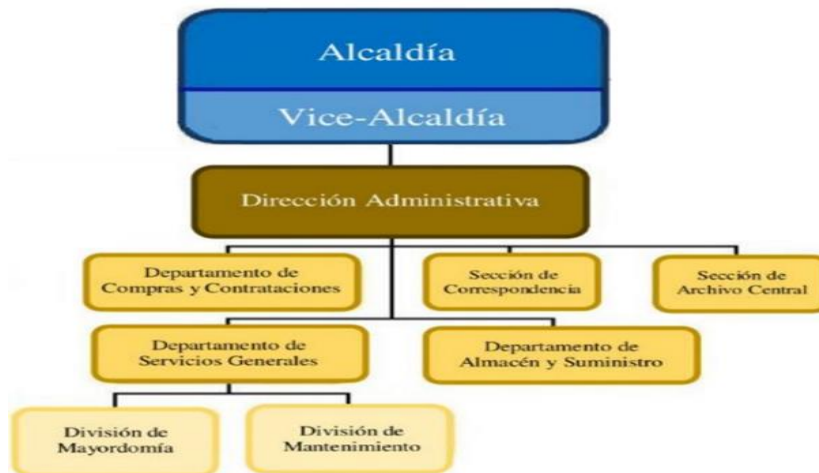 Alcaldía
Vice-Alcaldía
Dirección Administrativa
Departamento de
Compras y Contrataciones
Sección de
Correspondencia
Sección de
Archivo Central
Departamento de
Servicios Generales
Departamento de
Almacén y Suministro
División de
Mayordomía
División de
Mantenimiento